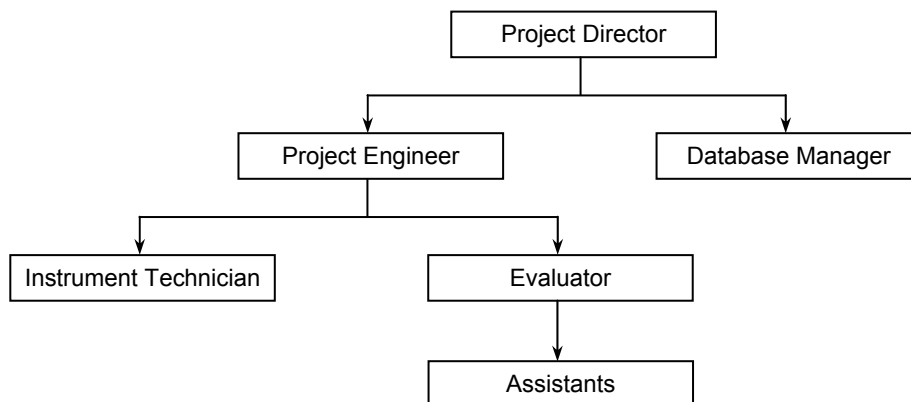 Project Director
Project Engineer
Database Manager
Instrument Technician
Evaluator
Assistants